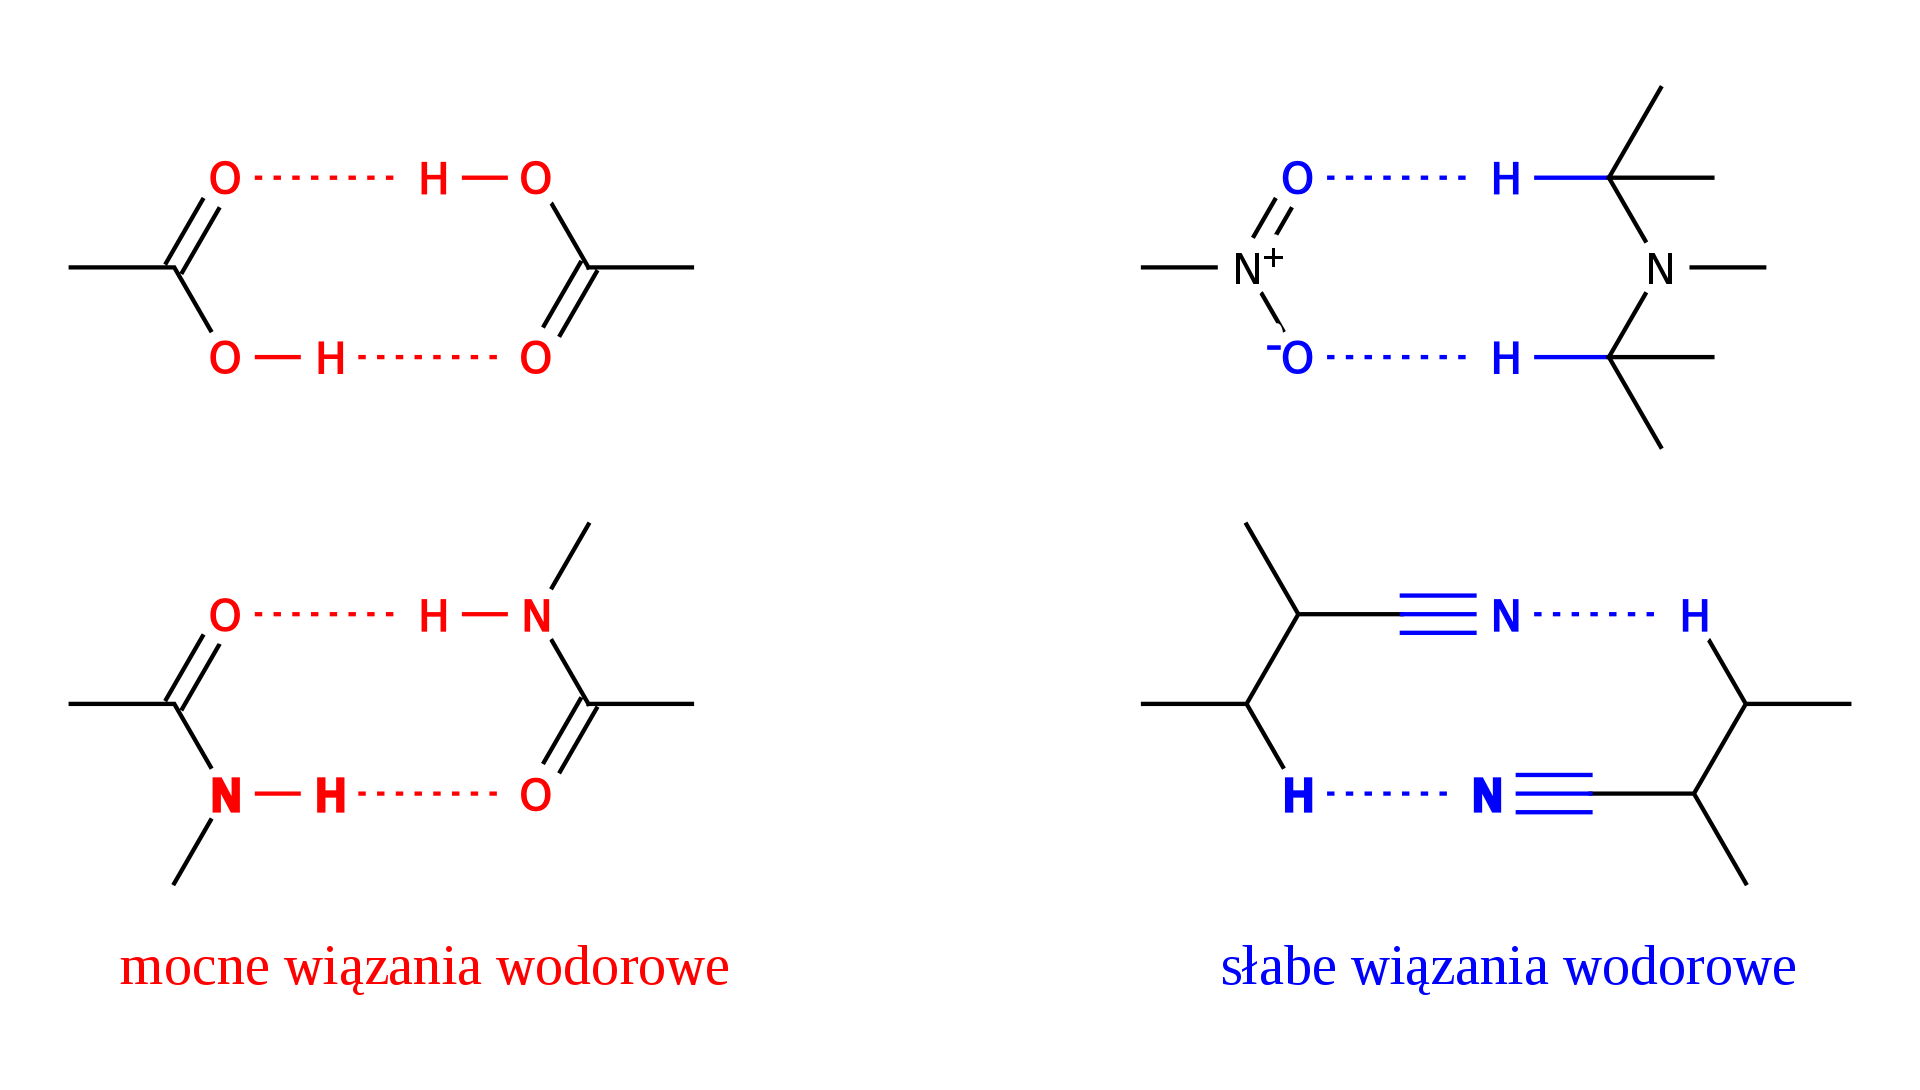 O H O O H
N+ N
O H O -O H
O H N N H
N H O H N
mocne wiązania wodorowe słabe wiązania wodorowe